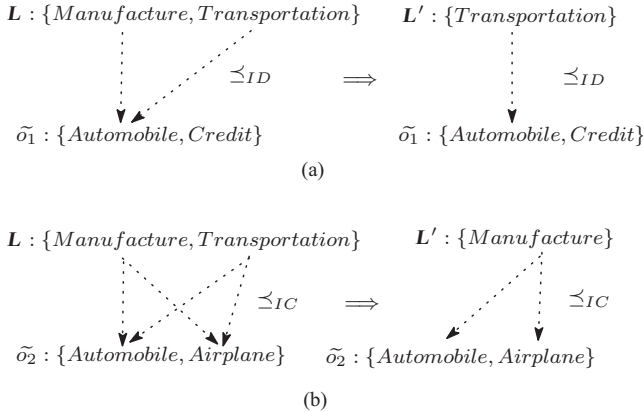 L : {Manufacture, Transportation} L′ : {Transportation}
⪯ID ⟹ ⪯ID
õ1 : {Automobile, Credit} õ1 : {Automobile, Credit}
(a)
L : {Manufacture, Transportation} L′ : {Manufacture}
⪯IC ⟹ ⪯IC
õ2 : {Automobile, Airplane} õ2 : {Automobile, Airplane}
(b)